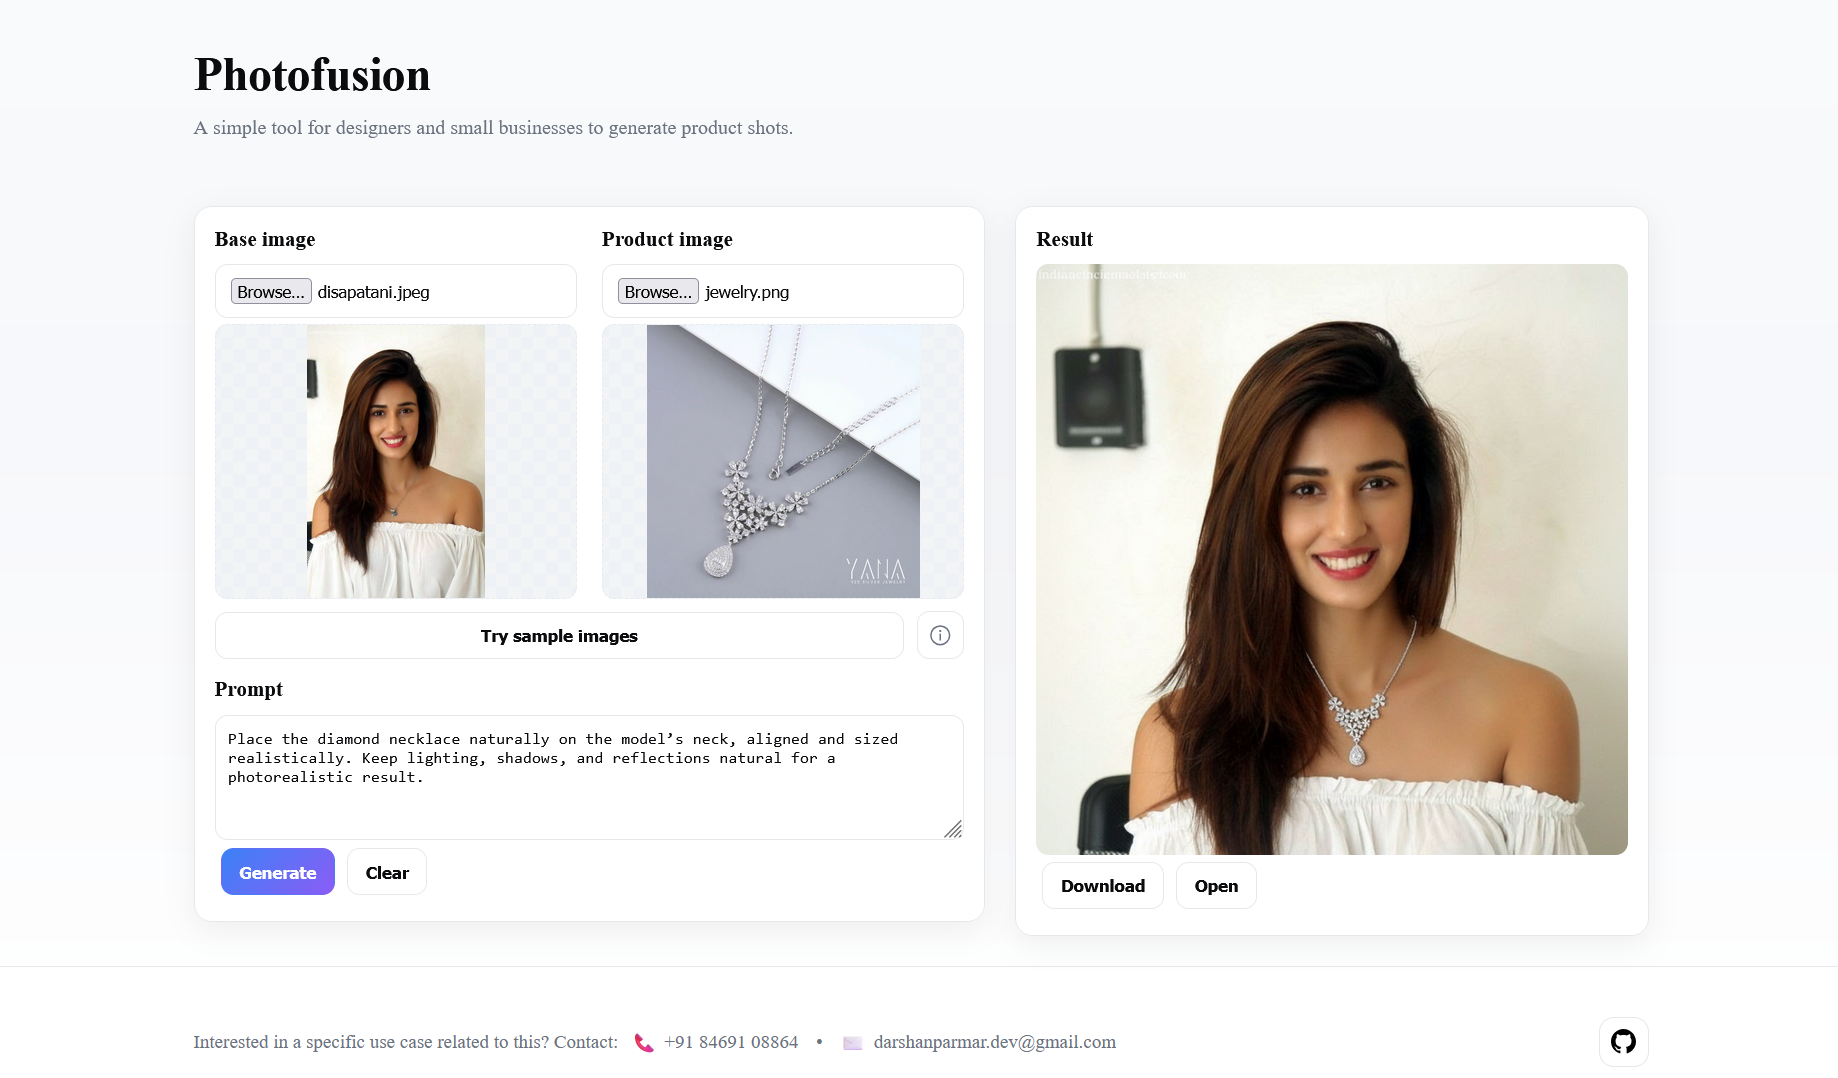 Photofusion
A simple tool for designers and small businesses to generate product shots.
Base image
Browse... disapatani.jpeg
Product image
Browse... jewelry.png
YANA
925 SILVER JEWELRY
Try sample images
Prompt
Place the diamond necklace naturally on the model’s neck, aligned and sized
realistically. Keep lighting, shadows, and reflections natural for a
photorealistic result.
Generate
Clear
Result
Download
Open
Interested in a specific use case related to this? Contact: +91 84691 08864 • darshanparmar.dev@gmail.com